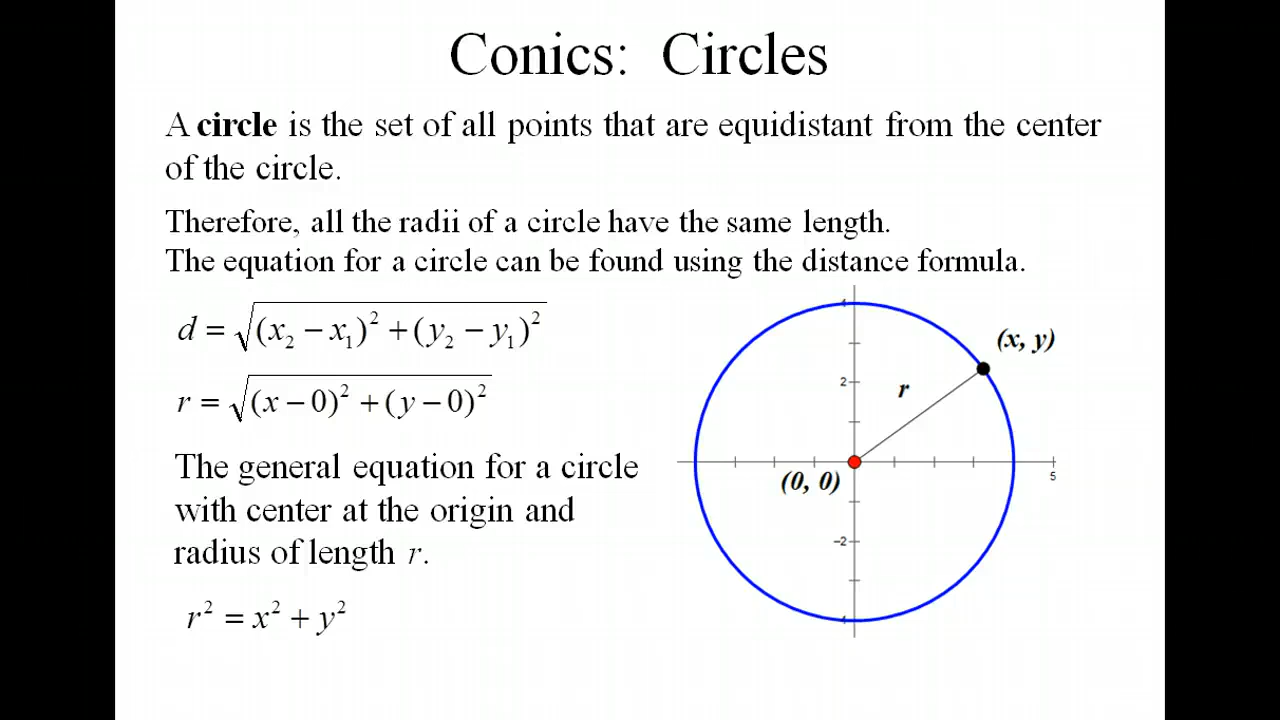 Conics: Circles
A circle is the set of all points that are equidistant from the center
of the circle.
Therefore, all the radii of a circle have the same length.
The equation for a circle can be found using the distance formula.
d = √(x₂ − x₁)² + (y₂ − y₁)²
r = √(x − 0)² + (y − 0)²
The general equation for a circle
with center at the origin and
radius of length r.
r² = x² + y²
4
(x, y)
2
r
(0, 0)
5
−2